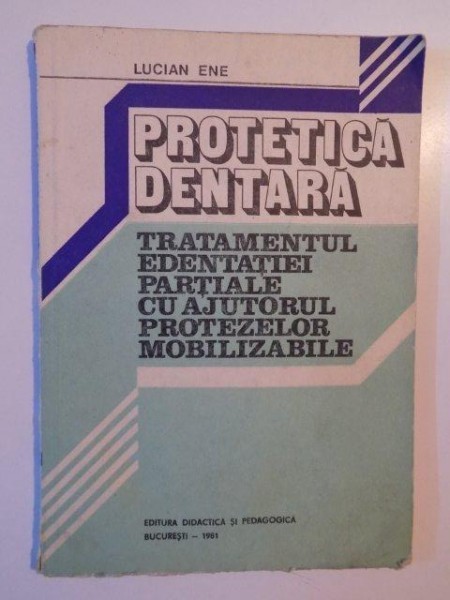 LUCIAN ENE
PROTETICĂ
DENTARĂ
TRATAMENTUL
EDENTAȚIEI
PARȚIALE
CU AJUTORUL
PROTEZELOR
MOBILIZABILE
EDITURA DIDACTICĂ ȘI PEDAGOGICĂ
BUCUREȘTI – 1981